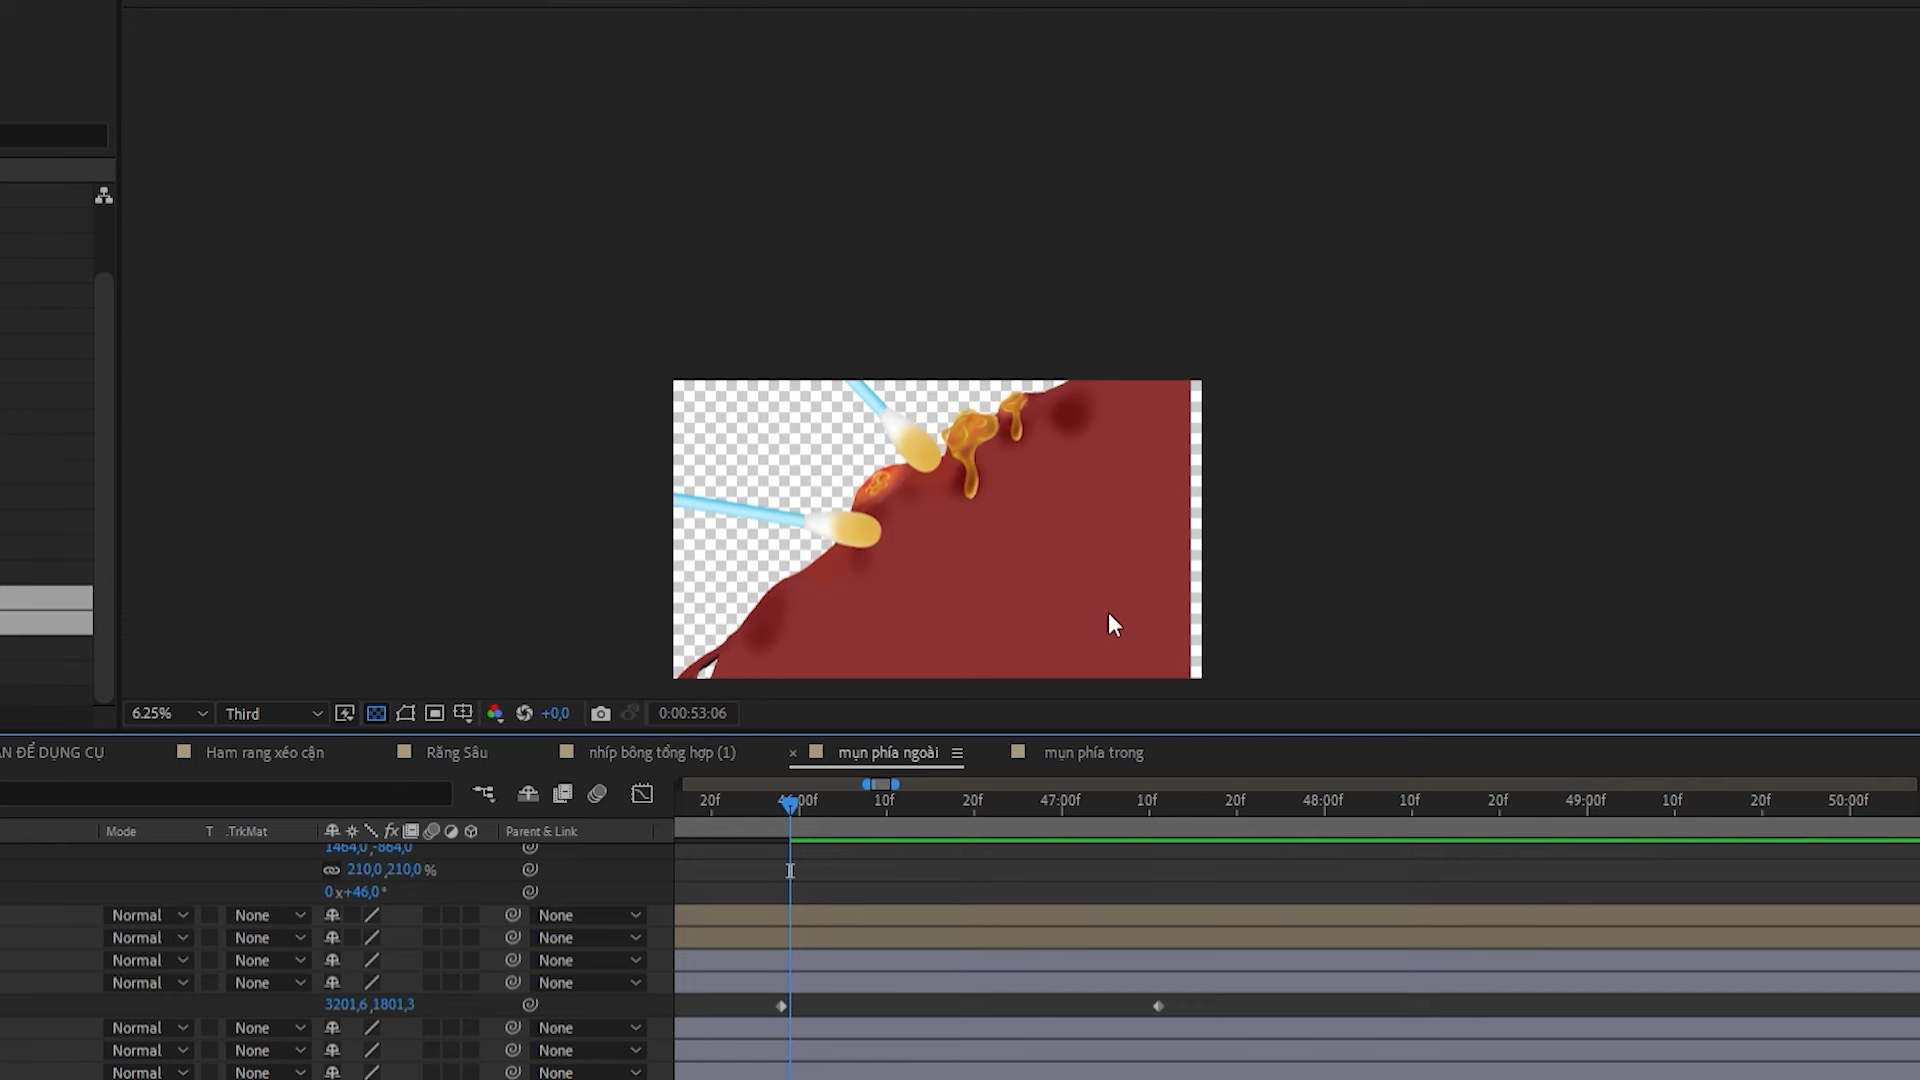 6.25%
Third
+0,0
0:00:53:06
ÀN ĐỂ DỤNG CỤ
Ham rang xéo cận
Răng Sâu
nhíp bông tổng hợp (1)
× mụn phía ngoài
mụn phía trong
20f
46:00f
10f
20f
47:00f
10f
20f
48:00f
10f
20f
49:00f
10f
20f
50:00f
Mode
T .TrkMat
fx
Parent & Link
1464,0 ,-864,0
210,0 ,210,0 %
0 x+46,0 °
Normal None None
Normal None None
Normal None None
Normal None None
3201,6 ,1801,3
Normal None None
Normal None None
Normal None None